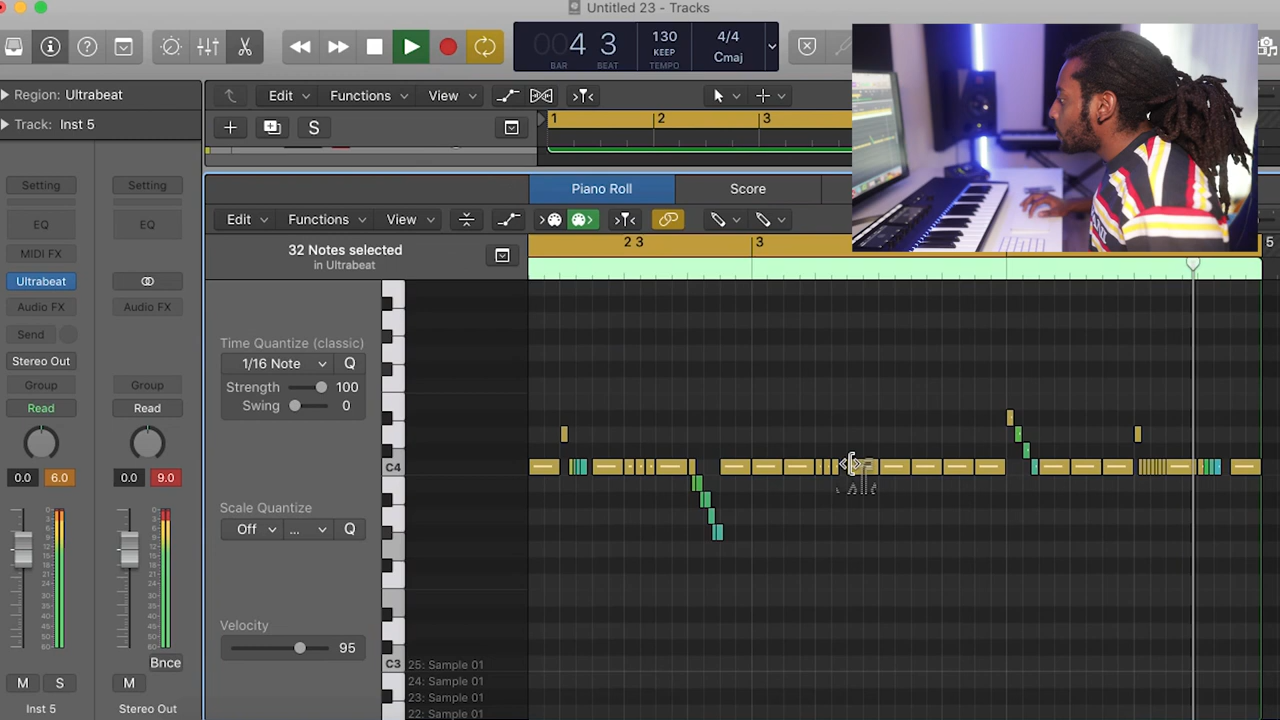 Untitled 23 - Tracks
004 3
BAR BEAT
130
KEEP
TEMPO
4/4
Cmaj
Region: Ultrabeat
Track: Inst 5
Edit Functions View
S
1 2 3
Piano Roll Score
Edit Functions View
32 Notes selected
in Ultrabeat
2 3 3 5
Setting Setting
EQ EQ
MIDI FX
Ultrabeat
Audio FX Audio FX
Send
Stereo Out
Group Group
Read Read
0.0 6.0 0.0 9.0
Bnce
M S M
Inst 5 Stereo Out
Time Quantize (classic)
1/16 Note Q
Strength 100
Swing 0
Scale Quantize
Off ... Q
Velocity
95
C4
C3
25: Sample 01
24: Sample 01
23: Sample 01
22: Sample 01